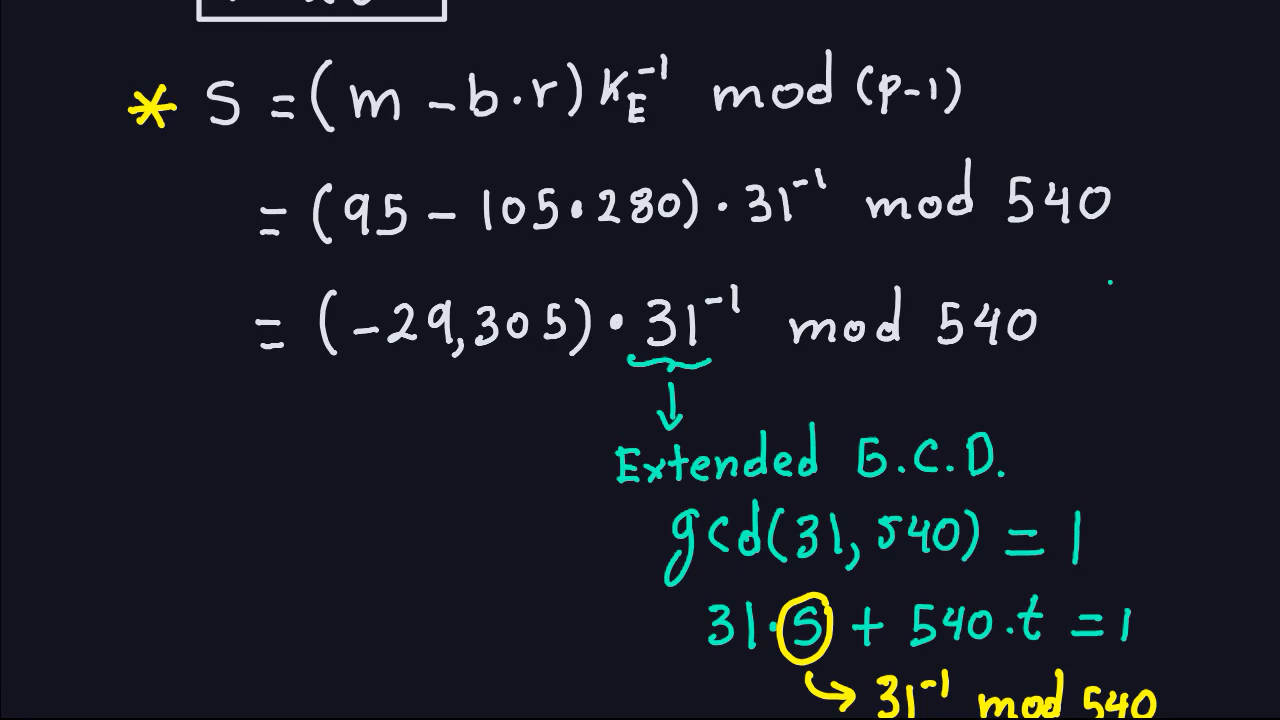 * S = (m - b·r) K_E^-1 mod (p-1)
= (95 - 105·280)·31^-1 mod 540
= (-29,305)·31^-1 mod 540
Extended G.C.D.
gcd(31, 540) = 1
31·S + 540·t = 1
31^-1 mod 540